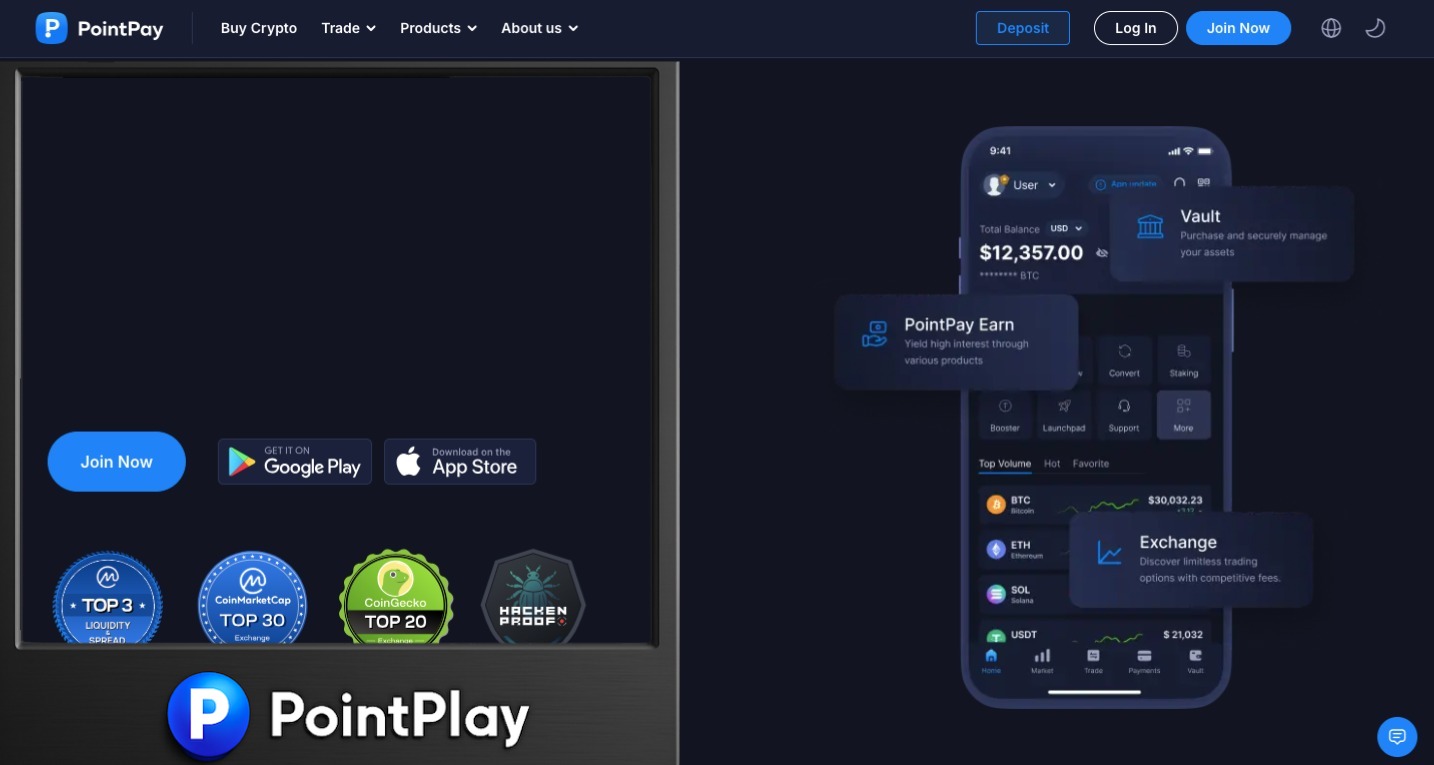 PointPay
Buy Crypto
Trade
Products
About us
Deposit
Log In
Join Now
Join Now
GET IT ON
Google Play
Download on the
App Store
TOP 3
LIQUIDITY
&
SPREAD
CoinMarketCap
TOP 30
Exchange
CoinGecko
TOP 20
Exchange
HACKEN
PROOF
PointPlay
9:41
User
App update
Total Balance
USD
$12,357.00
******** BTC
Vault
Purchase and securely manage
your assets
PointPay Earn
Yield high interest through
various products
Convert
Staking
Booster
Launchpad
Support
More
Top Volume
Hot
Favorite
BTC
Bitcoin
$30,032.23
ETH
Ethereum
Exchange
Discover limitless trading
options with competitive fees.
SOL
Solana
USDT
$ 21,032
Home
Market
Trade
Payments
Vault